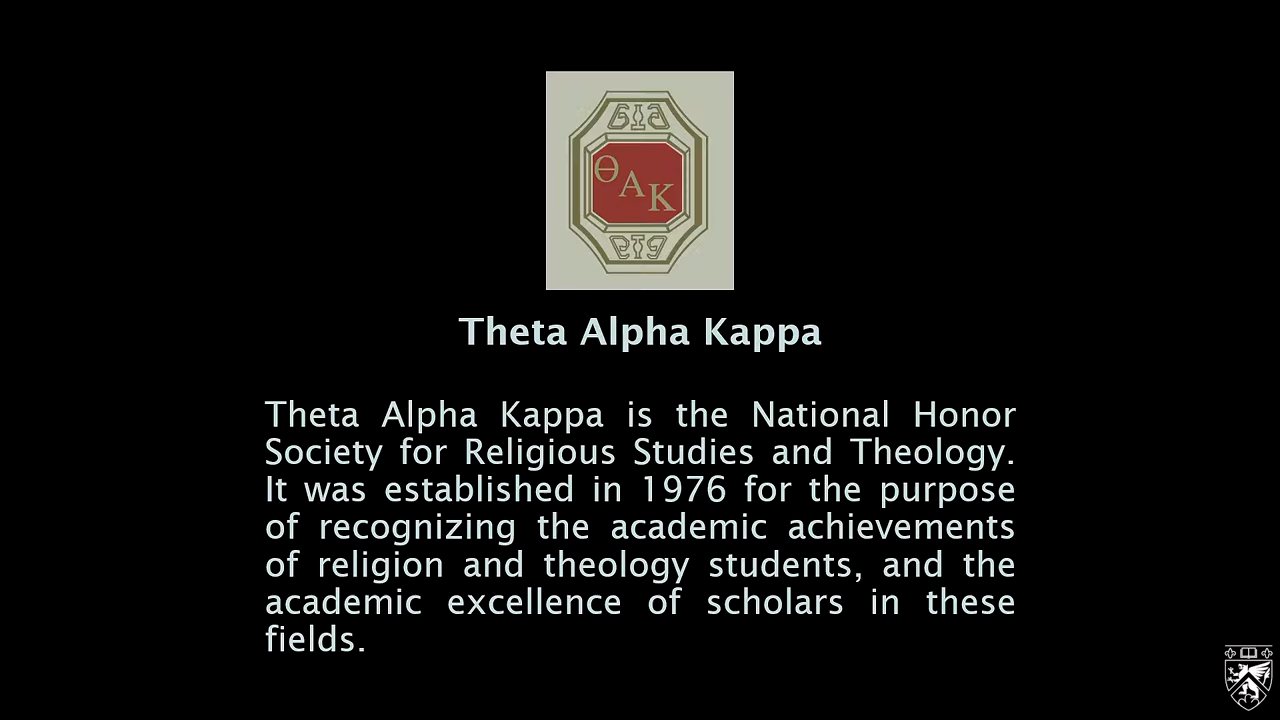 ΘΑΚ
Theta Alpha Kappa
Theta Alpha Kappa is the National Honor
Society for Religious Studies and Theology.
It was established in 1976 for the purpose
of recognizing the academic achievements
of religion and theology students, and the
academic excellence of scholars in these
fields.